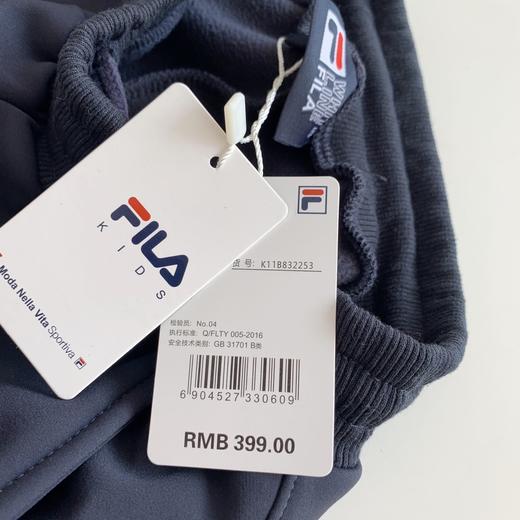 WHITE
LINE
FILA
FILA
KIDS
Moda Nella Vita Sportiva
货 号: K11B832253
检验员: No.04
执行标准: Q/FLTY 005-2016
安全技术类别: GB 31701 B类
6 904527 330609
RMB 399.00